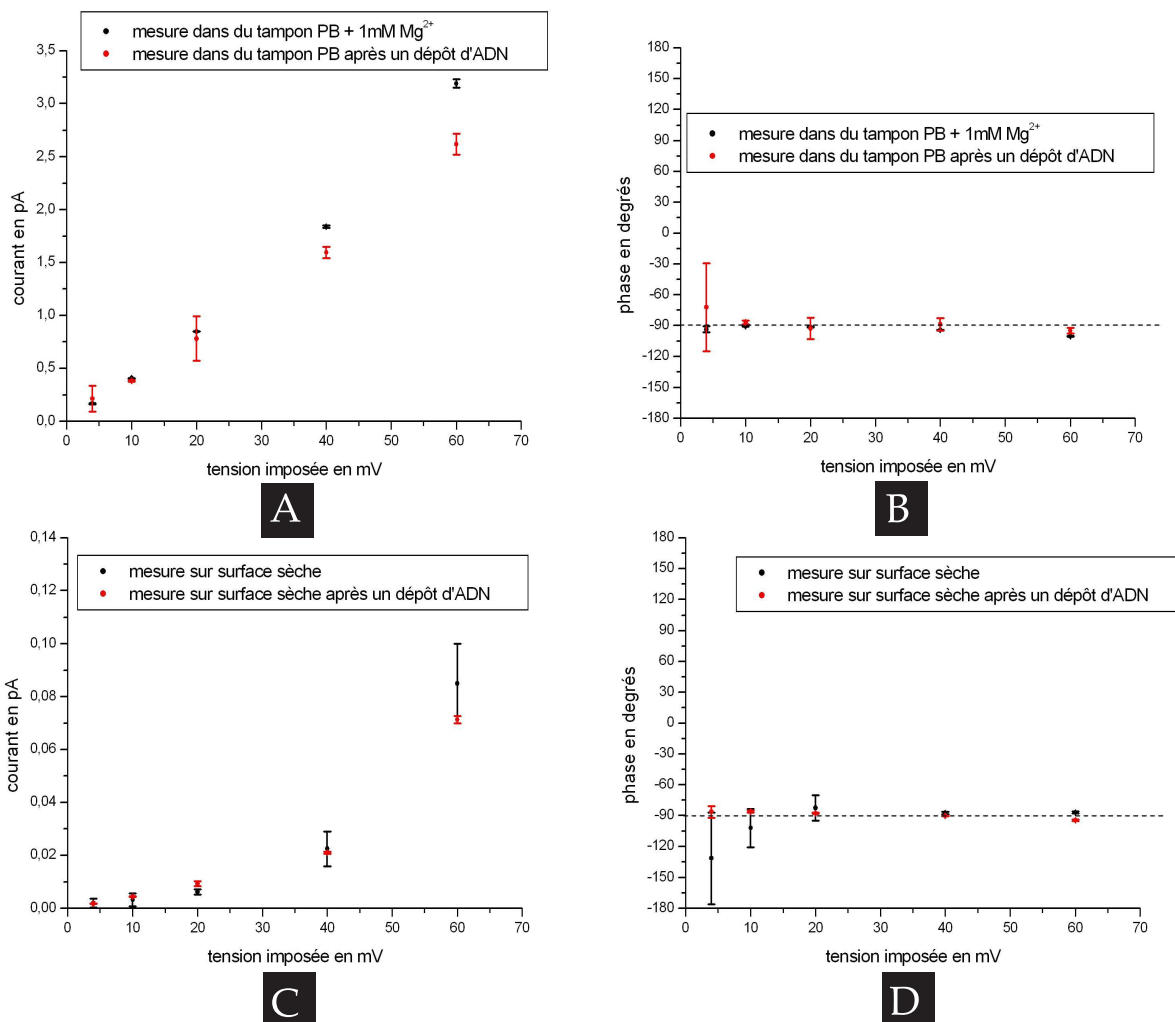 mesure dans du tampon PB + 1mM Mg²⁺
mesure dans du tampon PB après un dépôt d'ADN
3,5
3,0
2,5
2,0
1,5
1,0
0,5
0,0
courant en pA
0 10 20 30 40 50 60 70
tension imposée en mV
A
mesure dans du tampon PB + 1mM Mg²⁺
mesure dans du tampon PB après un dépôt d'ADN
180
150
120
90
60
30
0
-30
-60
-90
-120
-150
-180
phase en degrés
0 10 20 30 40 50 60 70
tension imposée en mV
B
mesure sur surface sèche
mesure sur surface sèche après un dépôt d'ADN
0,14
0,12
0,10
0,08
0,06
0,04
0,02
0,00
courant en pA
0 10 20 30 40 50 60 70
tension imposée en mV
C
mesure sur surface sèche
mesure sur surface sèche après un dépôt d'ADN
180
150
120
90
60
30
0
-30
-60
-90
-120
-150
-180
phase en degrés
0 10 20 30 40 50 60 70
tension imposée en mV
D